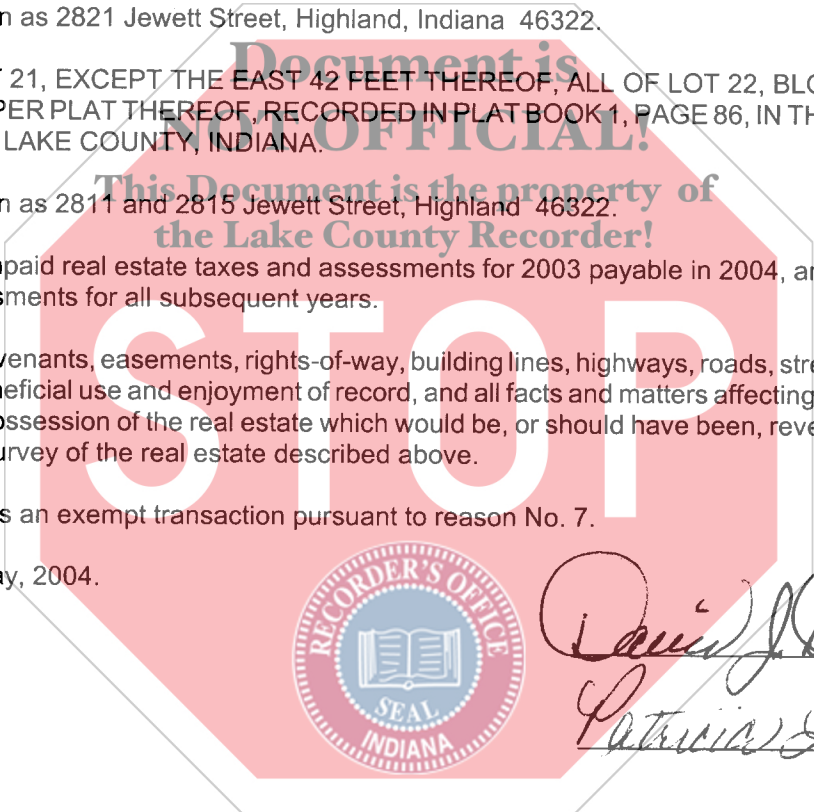 n as 2821 Jewett Street, Highland, Indiana 46322.
Document is
T 21, EXCEPT THE EAST 42 FEET THEREOF, ALL OF LOT 22, BLO
PER PLAT THEREOF, RECORDED IN PLAT BOOK 1, PAGE 86, IN TH
NOT OFFICIAL!
LAKE COUNTY, INDIANA.
This Document is the property of
n as 2811 and 2815 Jewett Street, Highland 46322.
the Lake County Recorder!
paid real estate taxes and assessments for 2003 payable in 2004, an
sments for all subsequent years.
STOP
venants, easements, rights-of-way, building lines, highways, roads, stre
eficial use and enjoyment of record, and all facts and matters affecting
ossession of the real estate which would be, or should have been, reve
urvey of the real estate described above.
s an exempt transaction pursuant to reason No. 7.
ay, 2004.
RECORDER'S OFFICE
SEAL
INDIANA
David J.
Patricia